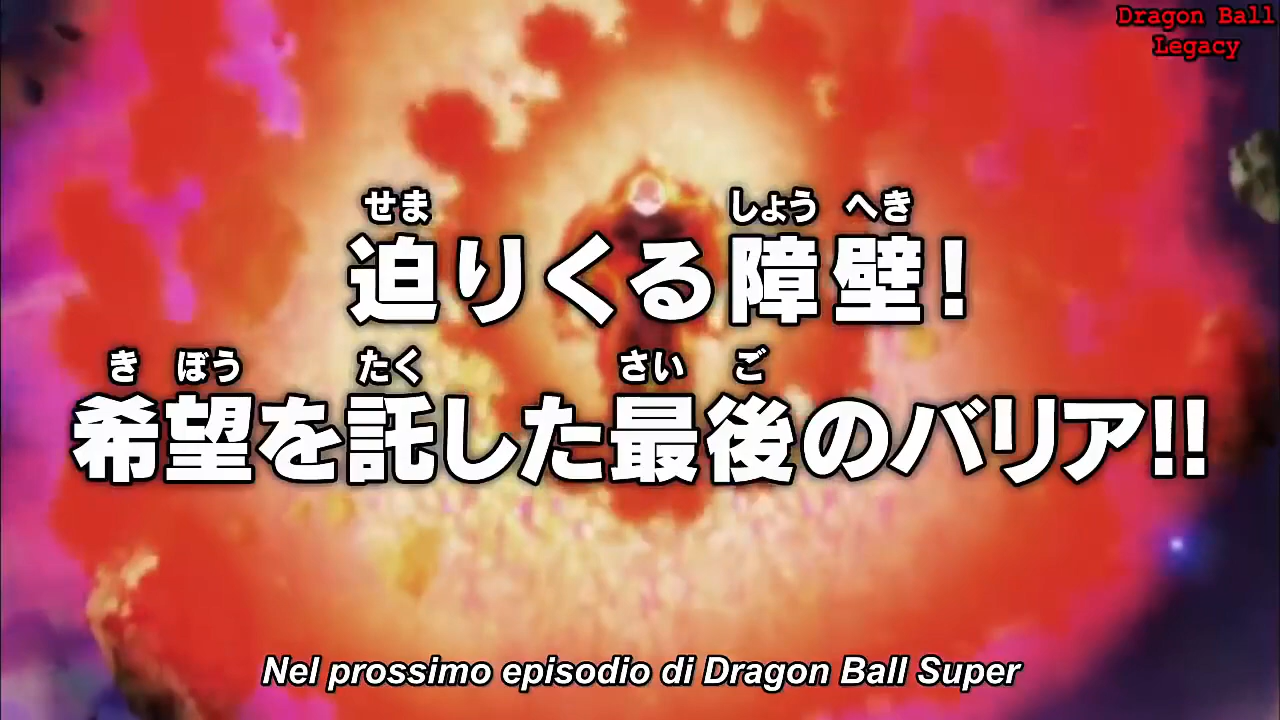 Dragon Ball
Legacy
せま しょう へき
迫りくる障壁!
き ぼう たく さい ご
希望を託した最後のバリア!!
Nel prossimo episodio di Dragon Ball Super